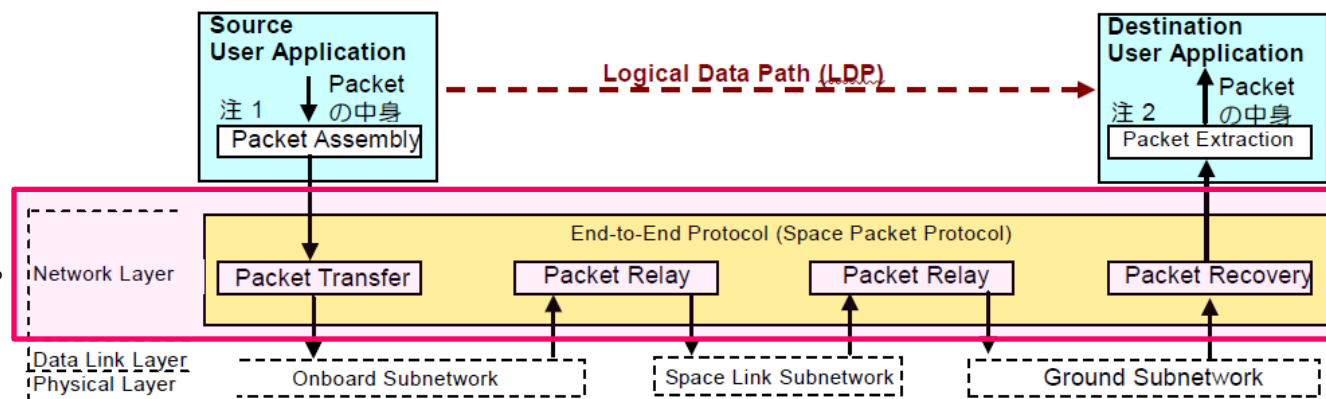 Source
User Application
Packet
の中身
注 1
Packet Assembly
Logical Data Path (LDP)
Destination
User Application
Packet
の中身
注 2
Packet Extraction
End-to-End Protocol (Space Packet Protocol)
Network Layer
Packet Transfer
Packet Relay
Packet Relay
Packet Recovery
Data Link Layer
Physical Layer
Onboard Subnetwork
Space Link Subnetwork
Ground Subnetwork